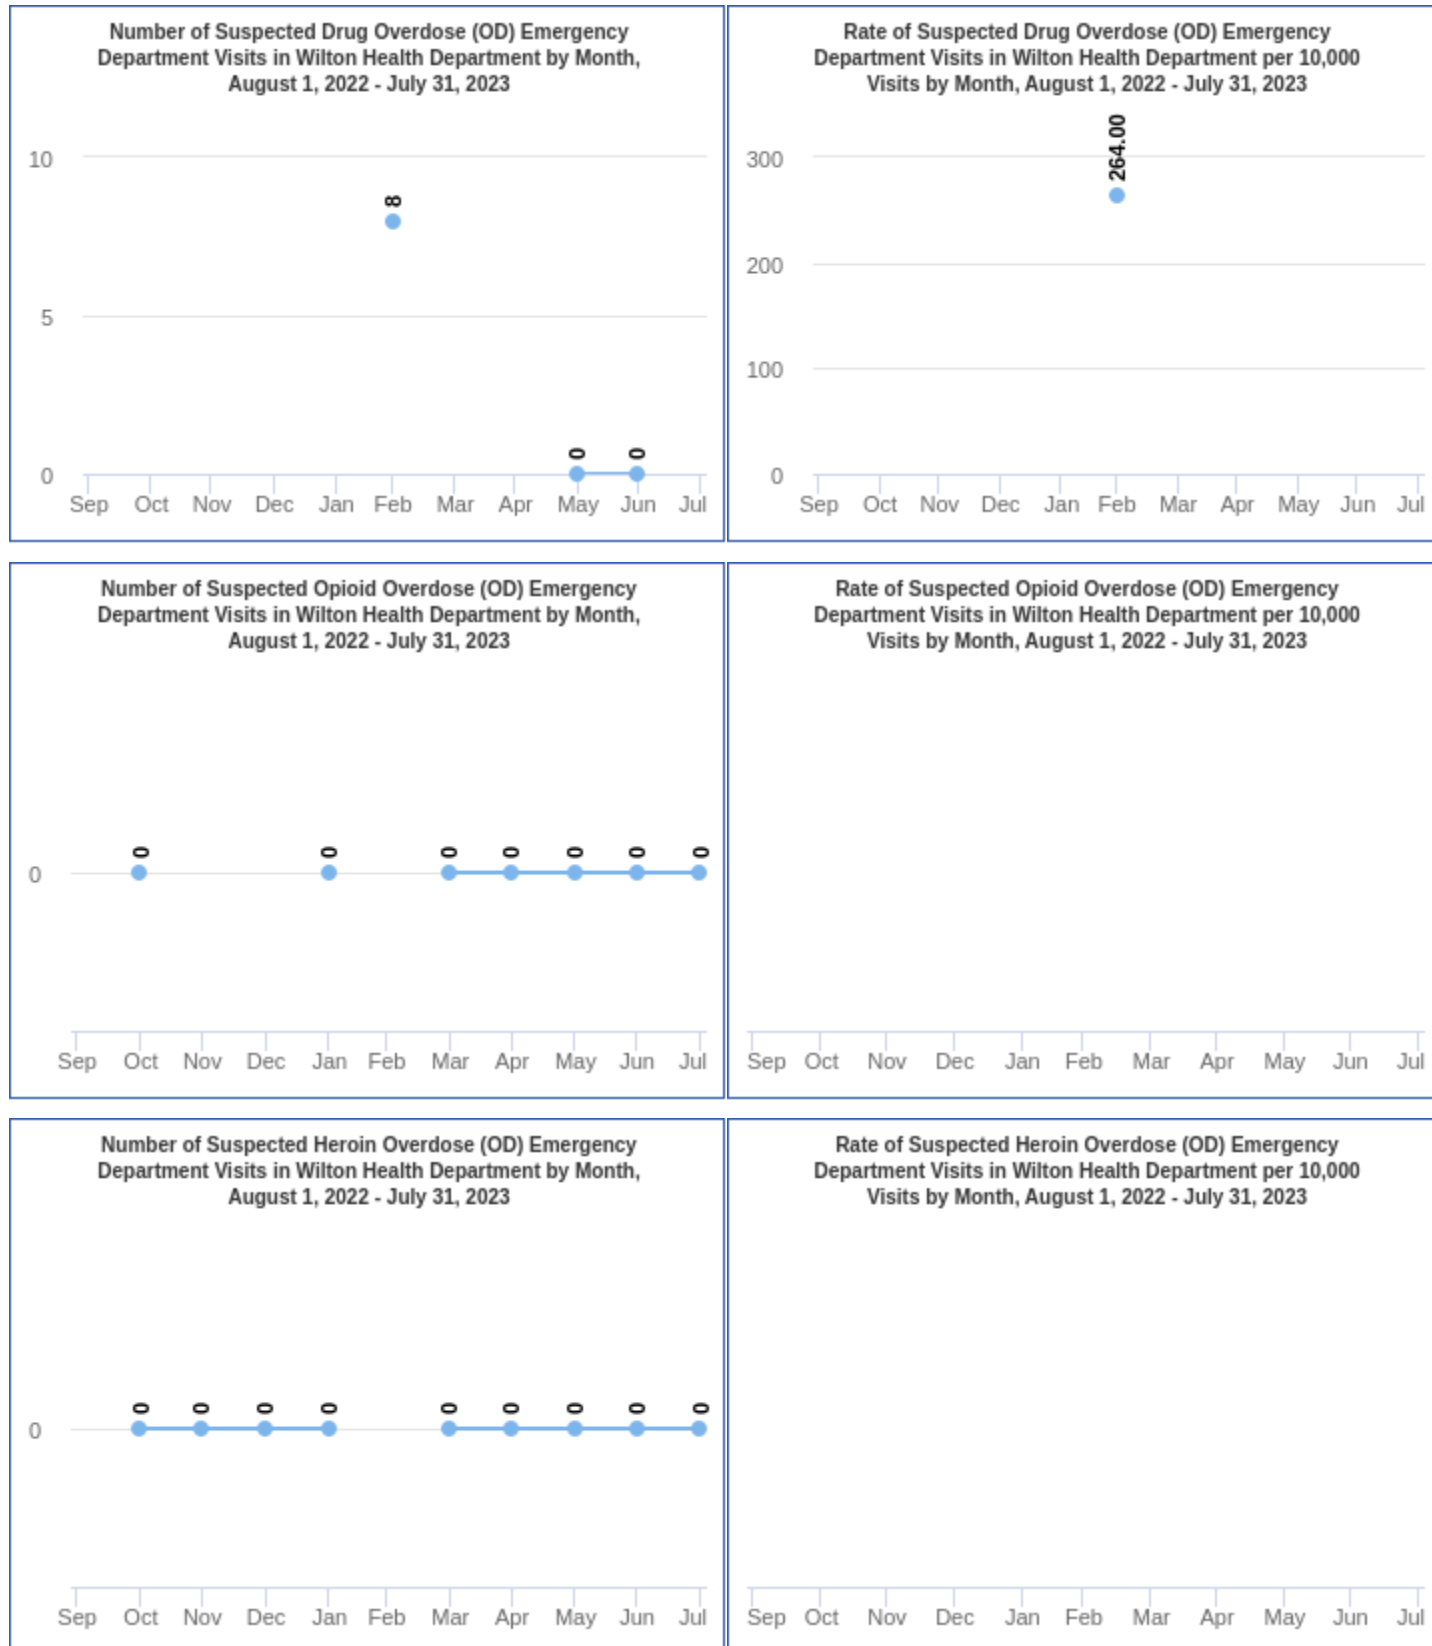 Number of Suspected Drug Overdose (OD) Emergency
Department Visits in Wilton Health Department by Month,
August 1, 2022 - July 31, 2023
10
8
5
0
0
0
Sep Oct Nov Dec Jan Feb Mar Apr May Jun Jul
Rate of Suspected Drug Overdose (OD) Emergency
Department Visits in Wilton Health Department per 10,000
Visits by Month, August 1, 2022 - July 31, 2023
264.00
300
200
100
0
Sep Oct Nov Dec Jan Feb Mar Apr May Jun Jul
Number of Suspected Opioid Overdose (OD) Emergency
Department Visits in Wilton Health Department by Month,
August 1, 2022 - July 31, 2023
0 0 0 0 0 0 0
0
Sep Oct Nov Dec Jan Feb Mar Apr May Jun Jul
Rate of Suspected Opioid Overdose (OD) Emergency
Department Visits in Wilton Health Department per 10,000
Visits by Month, August 1, 2022 - July 31, 2023
Sep Oct Nov Dec Jan Feb Mar Apr May Jun Jul
Number of Suspected Heroin Overdose (OD) Emergency
Department Visits in Wilton Health Department by Month,
August 1, 2022 - July 31, 2023
0 0 0 0 0 0 0 0 0
0
Sep Oct Nov Dec Jan Feb Mar Apr May Jun Jul
Rate of Suspected Heroin Overdose (OD) Emergency
Department Visits in Wilton Health Department per 10,000
Visits by Month, August 1, 2022 - July 31, 2023
Sep Oct Nov Dec Jan Feb Mar Apr May Jun Jul